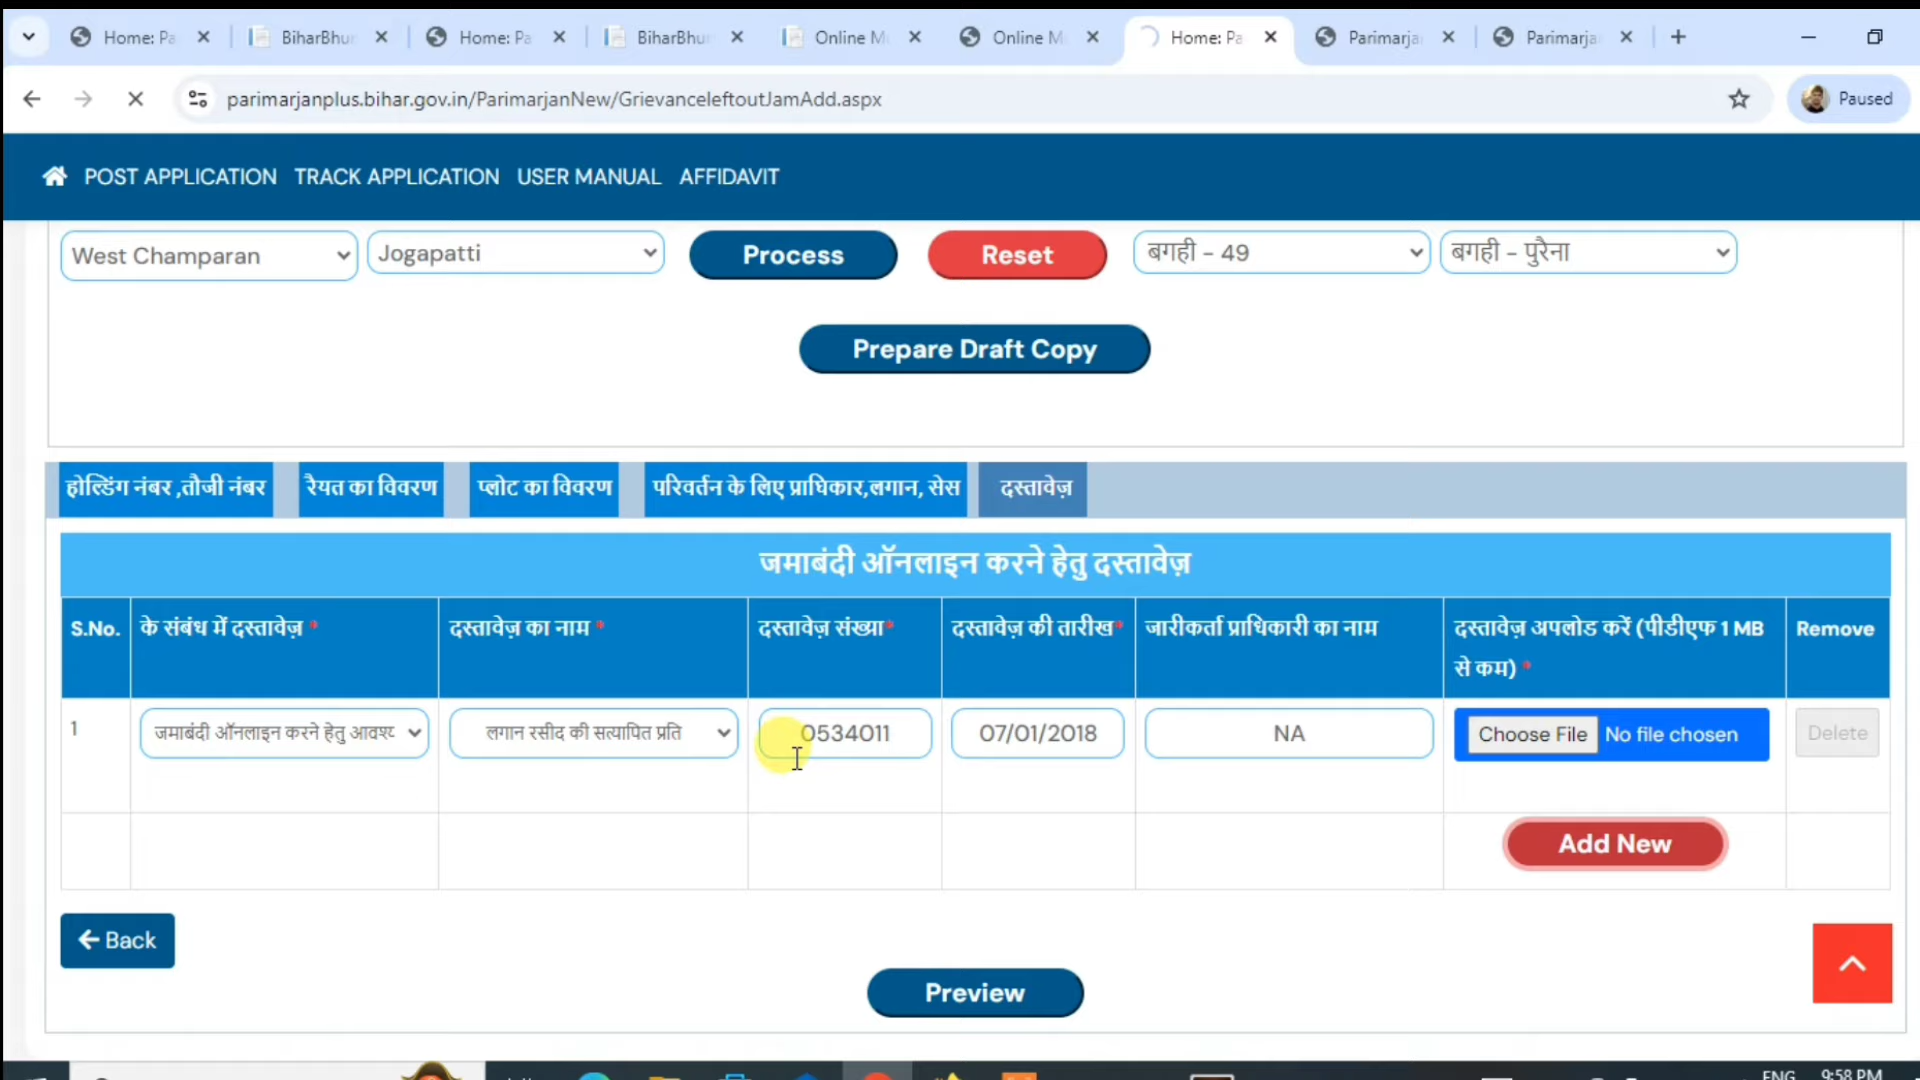 Home: Pa
BiharBhu
Home: Pa
BiharBhu
Online M
Online M
Home: Pa
Parimarja
Parimarja
parimarjanplus.bihar.gov.in/ParimarjanNew/GrievanceleftoutJamAdd.aspx
Paused
POST APPLICATION TRACK APPLICATION USER MANUAL AFFIDAVIT
West Champaran Jogapatti Process Reset बगही - 49 बगही - पुरैना
Prepare Draft Copy
होल्डिंग नंबर ,तौजी नंबर रैयत का विवरण प्लोट का विवरण परिवर्तन के लिए प्राधिकार,लगान, सेस दस्तावेज़
जमाबंदी ऑनलाइन करने हेतु दस्तावेज़
S.No. के संबंध में दस्तावेज़ * दस्तावेज़ का नाम * दस्तावेज़ संख्या* दस्तावेज़ की तारीख* जारीकर्ता प्राधिकारी का नाम दस्तावेज़ अपलोड करें (पीडीएफ 1 MB Remove
से कम) *
1 जमाबंदी ऑनलाइन करने हेतु आवश्य लगान रसीद की सत्यापित प्रति 0534011 07/01/2018 NA Choose File No file chosen Delete
Add New
Back
Preview
ENG 9:58 PM